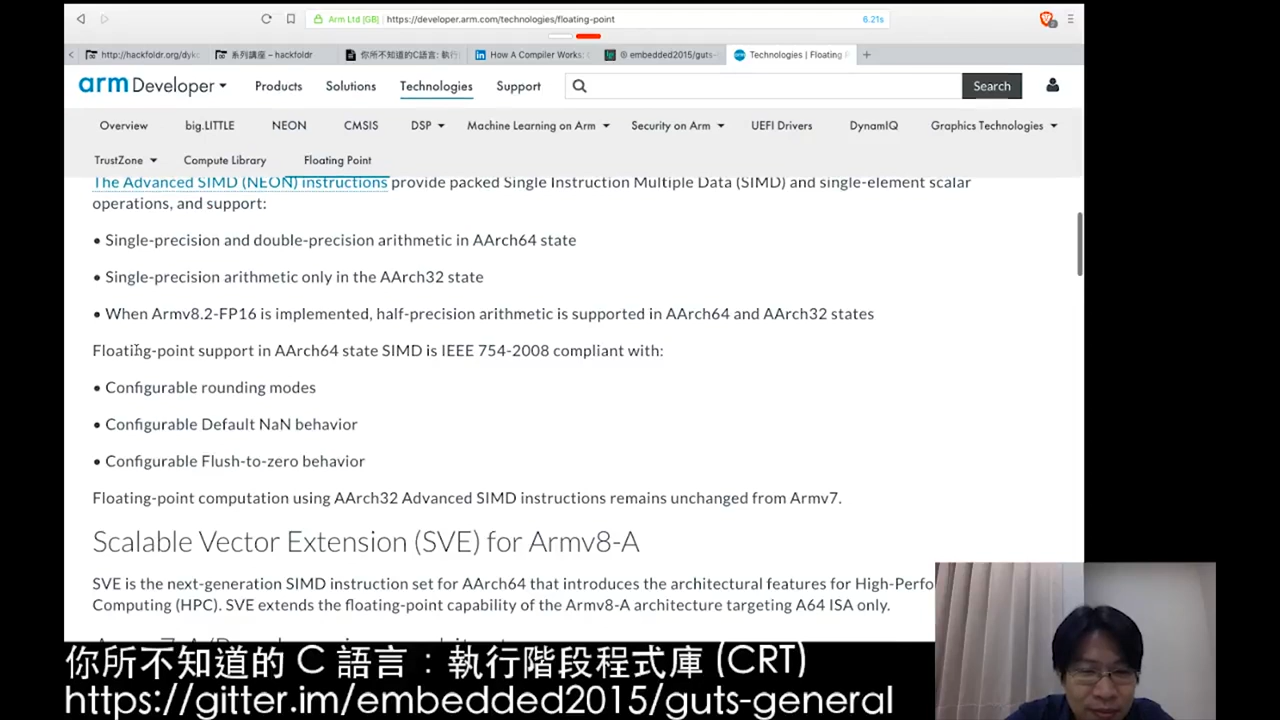 Arm Ltd [GB] https://developer.arm.com/technologies/floating-point 6.21s
http://hackfoldr.org/dykc 系列講座 – hackfoldr 你所不知道的C語言: 執行 How A Compiler Works: embedded2015/guts- Technologies | Floating P
arm Developer Products Solutions Technologies Support Search
Overview big.LITTLE NEON CMSIS DSP Machine Learning on Arm Security on Arm UEFI Drivers DynamIQ Graphics Technologies
TrustZone Compute Library Floating Point
The Advanced SIMD (NEON) instructions provide packed Single Instruction Multiple Data (SIMD) and single-element scalar
operations, and support:
• Single-precision and double-precision arithmetic in AArch64 state
• Single-precision arithmetic only in the AArch32 state
• When Armv8.2-FP16 is implemented, half-precision arithmetic is supported in AArch64 and AArch32 states
Floating-point support in AArch64 state SIMD is IEEE 754-2008 compliant with:
• Configurable rounding modes
• Configurable Default NaN behavior
• Configurable Flush-to-zero behavior
Floating-point computation using AArch32 Advanced SIMD instructions remains unchanged from Armv7.
Scalable Vector Extension (SVE) for Armv8-A
SVE is the next-generation SIMD instruction set for AArch64 that introduces the architectural features for High-Perfo
Computing (HPC). SVE extends the floating-point capability of the Armv8-A architecture targeting A64 ISA only.
你所不知道的 C 語言：執行階段程式庫 (CRT)
https://gitter.im/embedded2015/guts-general